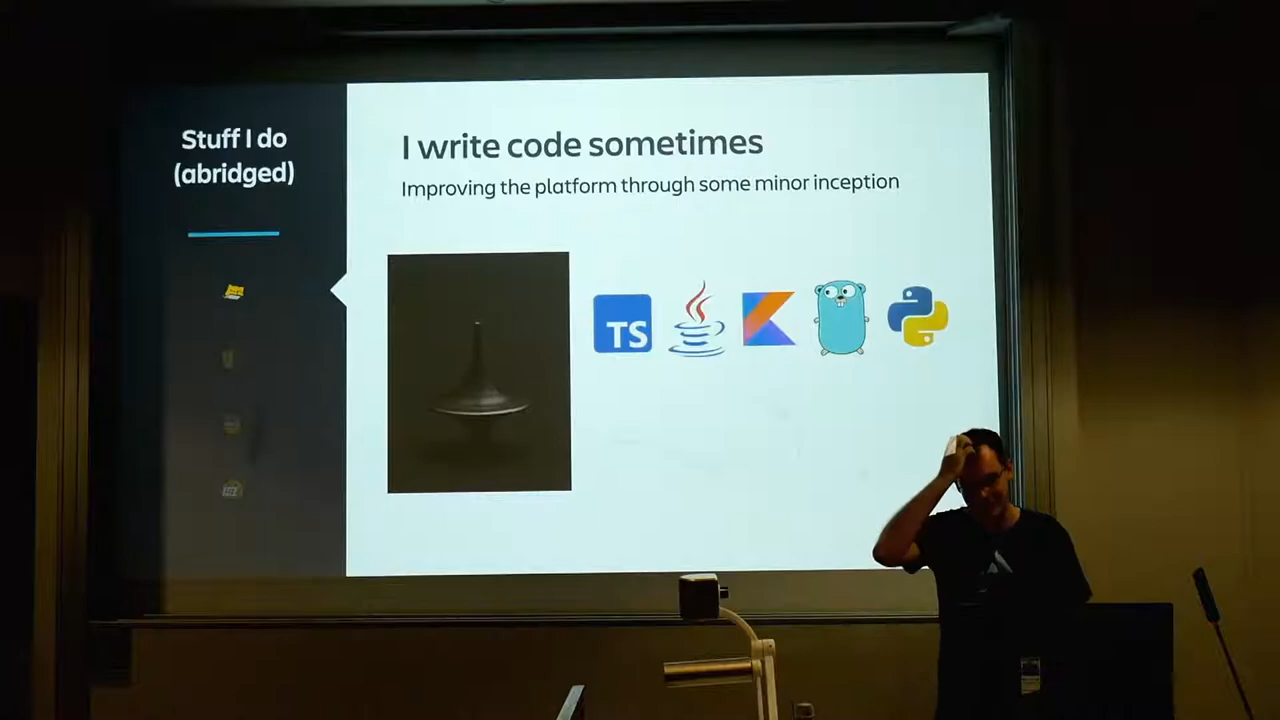 Stuff I do
(abridged)
I write code sometimes
Improving the platform through some minor inception
TS